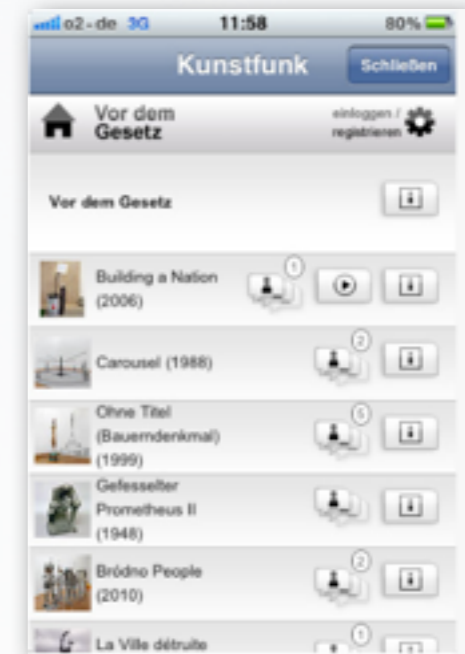 o2-de 3G 11:58 80%
Kunstfunk Schließen
Vor dem
Gesetz
einloggen /
registrieren
Vor dem Gesetz
Building a Nation
(2006)
1
Carousel (1988)
2
Ohne Titel
(Bauerndenkmal)
(1999)
5
Gefesselter
Prometheus II
(1948)
Bródno People
(2010)
2
La Ville détruite
1